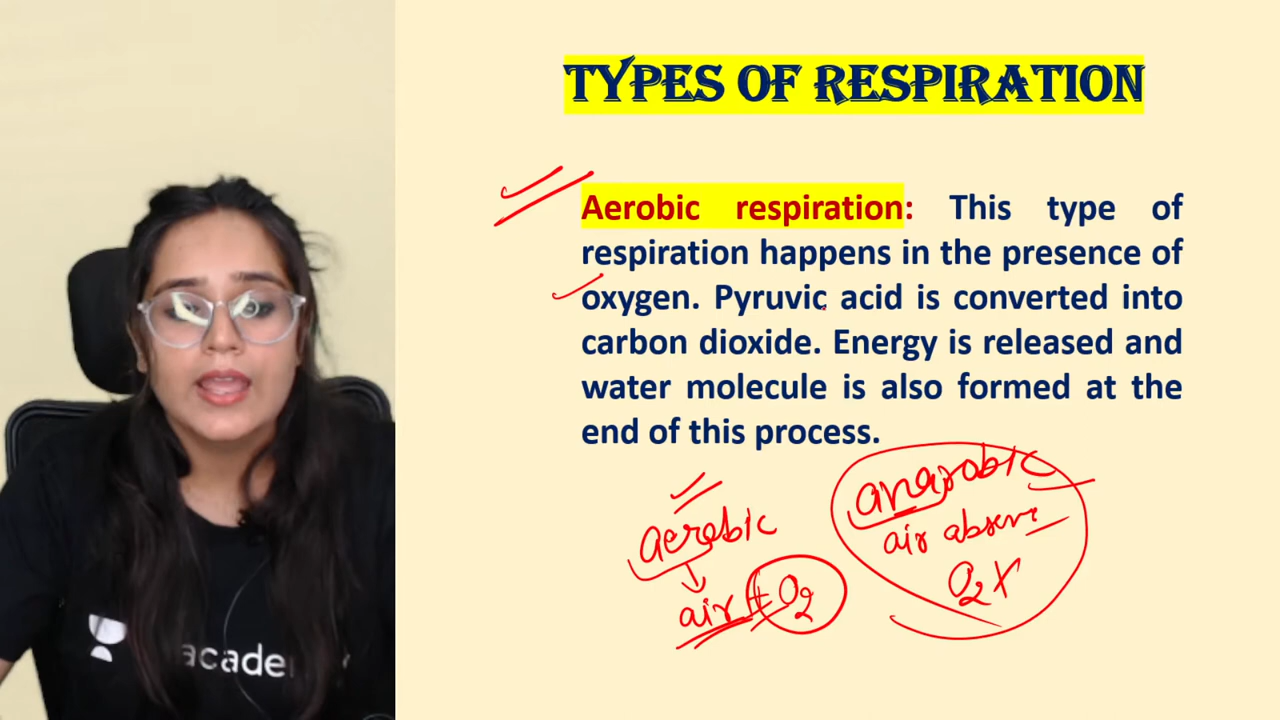 TYPES OF RESPIRATION
Aerobic respiration: This type of
respiration happens in the presence of
oxygen. Pyruvic acid is converted into
carbon dioxide. Energy is released and
water molecule is also formed at the
end of this process.
aerobic
air + O2
anarobic
air absent
O2 X
academ